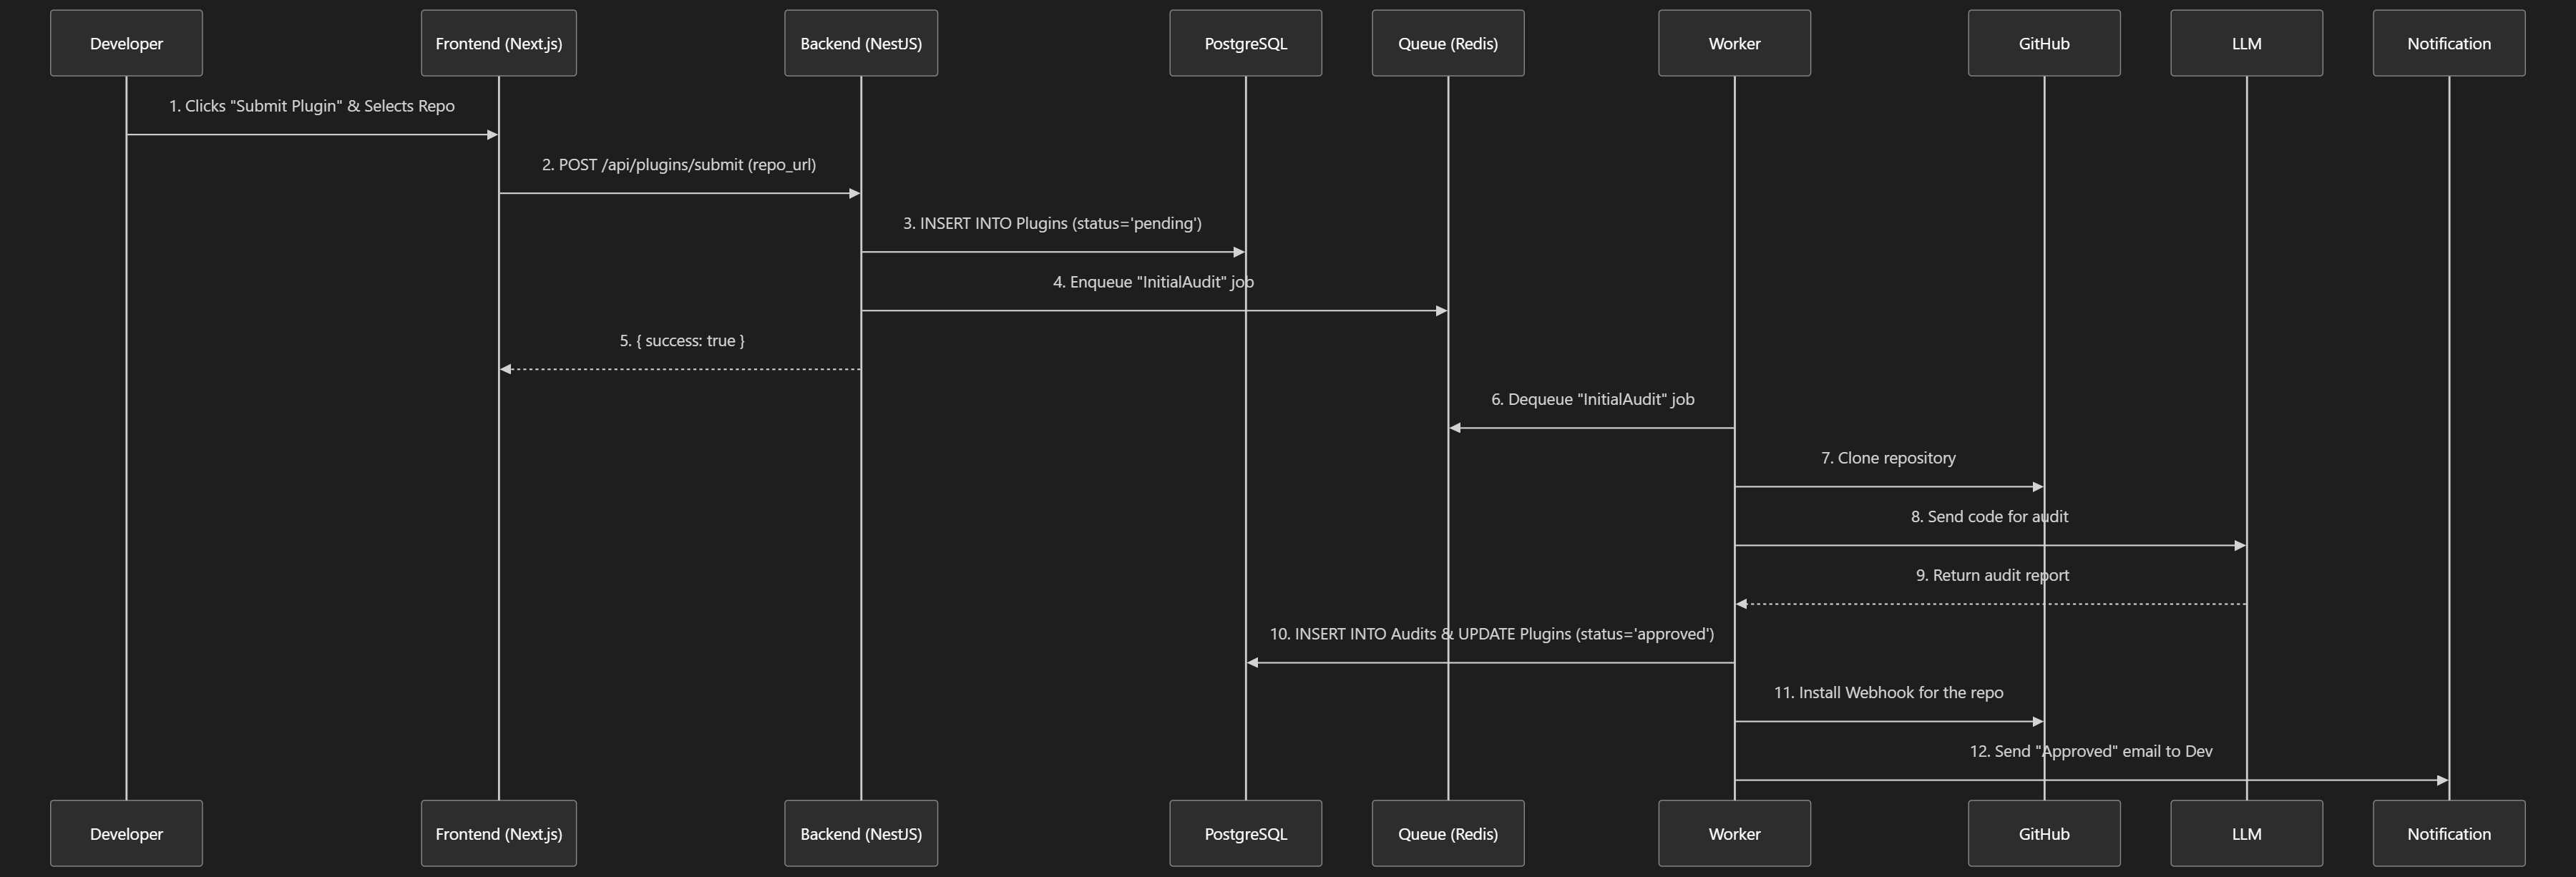 Developer
Frontend (Next.js)
Backend (NestJS)
PostgreSQL
Queue (Redis)
Worker
GitHub
LLM
Notification
1. Clicks "Submit Plugin" & Selects Repo
2. POST /api/plugins/submit (repo_url)
3. INSERT INTO Plugins (status='pending')
4. Enqueue "InitialAudit" job
5. { success: true }
6. Dequeue "InitialAudit" job
7. Clone repository
8. Send code for audit
9. Return audit report
10. INSERT INTO Audits & UPDATE Plugins (status='approved')
11. Install Webhook for the repo
12. Send "Approved" email to Dev
Developer
Frontend (Next.js)
Backend (NestJS)
PostgreSQL
Queue (Redis)
Worker
GitHub
LLM
Notification